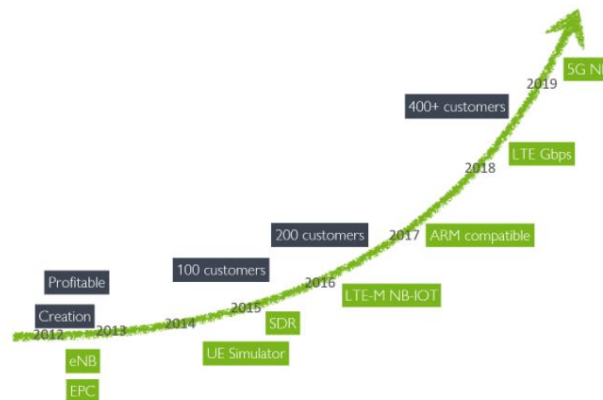 5G N
2019
400+ customers
LTE Gbps
2018
200 customers
2017
ARM compatible
100 customers
2016
LTE-M NB-IOT
Profitable
2015
SDR
Creation
2014
UE Simulator
2012
2013
eNB
EPC